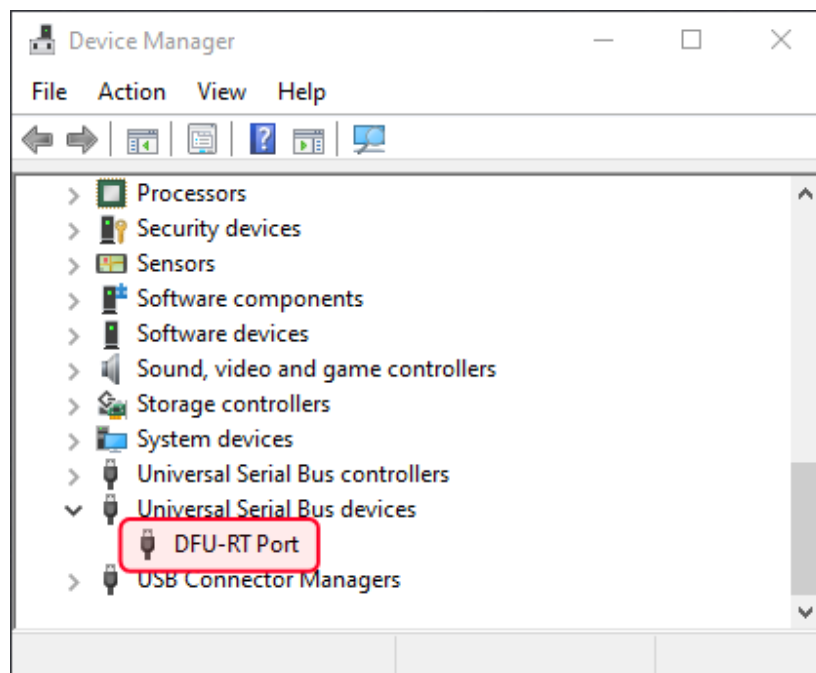 Device Manager
File Action View Help
Processors
Security devices
Sensors
Software components
Software devices
Sound, video and game controllers
Storage controllers
System devices
Universal Serial Bus controllers
Universal Serial Bus devices
DFU-RT Port
USB Connector Managers